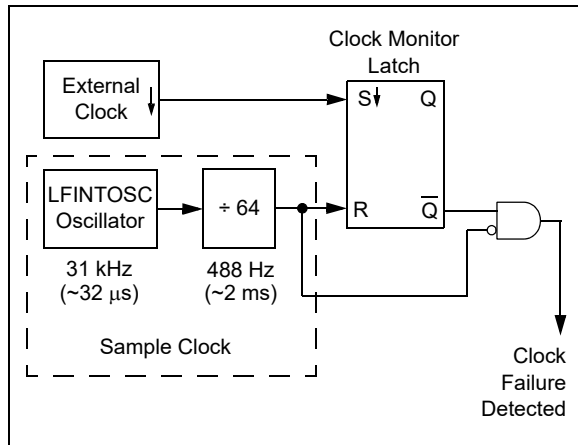 Clock Monitor
Latch
External
Clock
S
Q
LFINTOSC
Oscillator
÷ 64
R
Q̅
31 kHz
(~32 μs)
488 Hz
(~2 ms)
Sample Clock
Clock
Failure
Detected